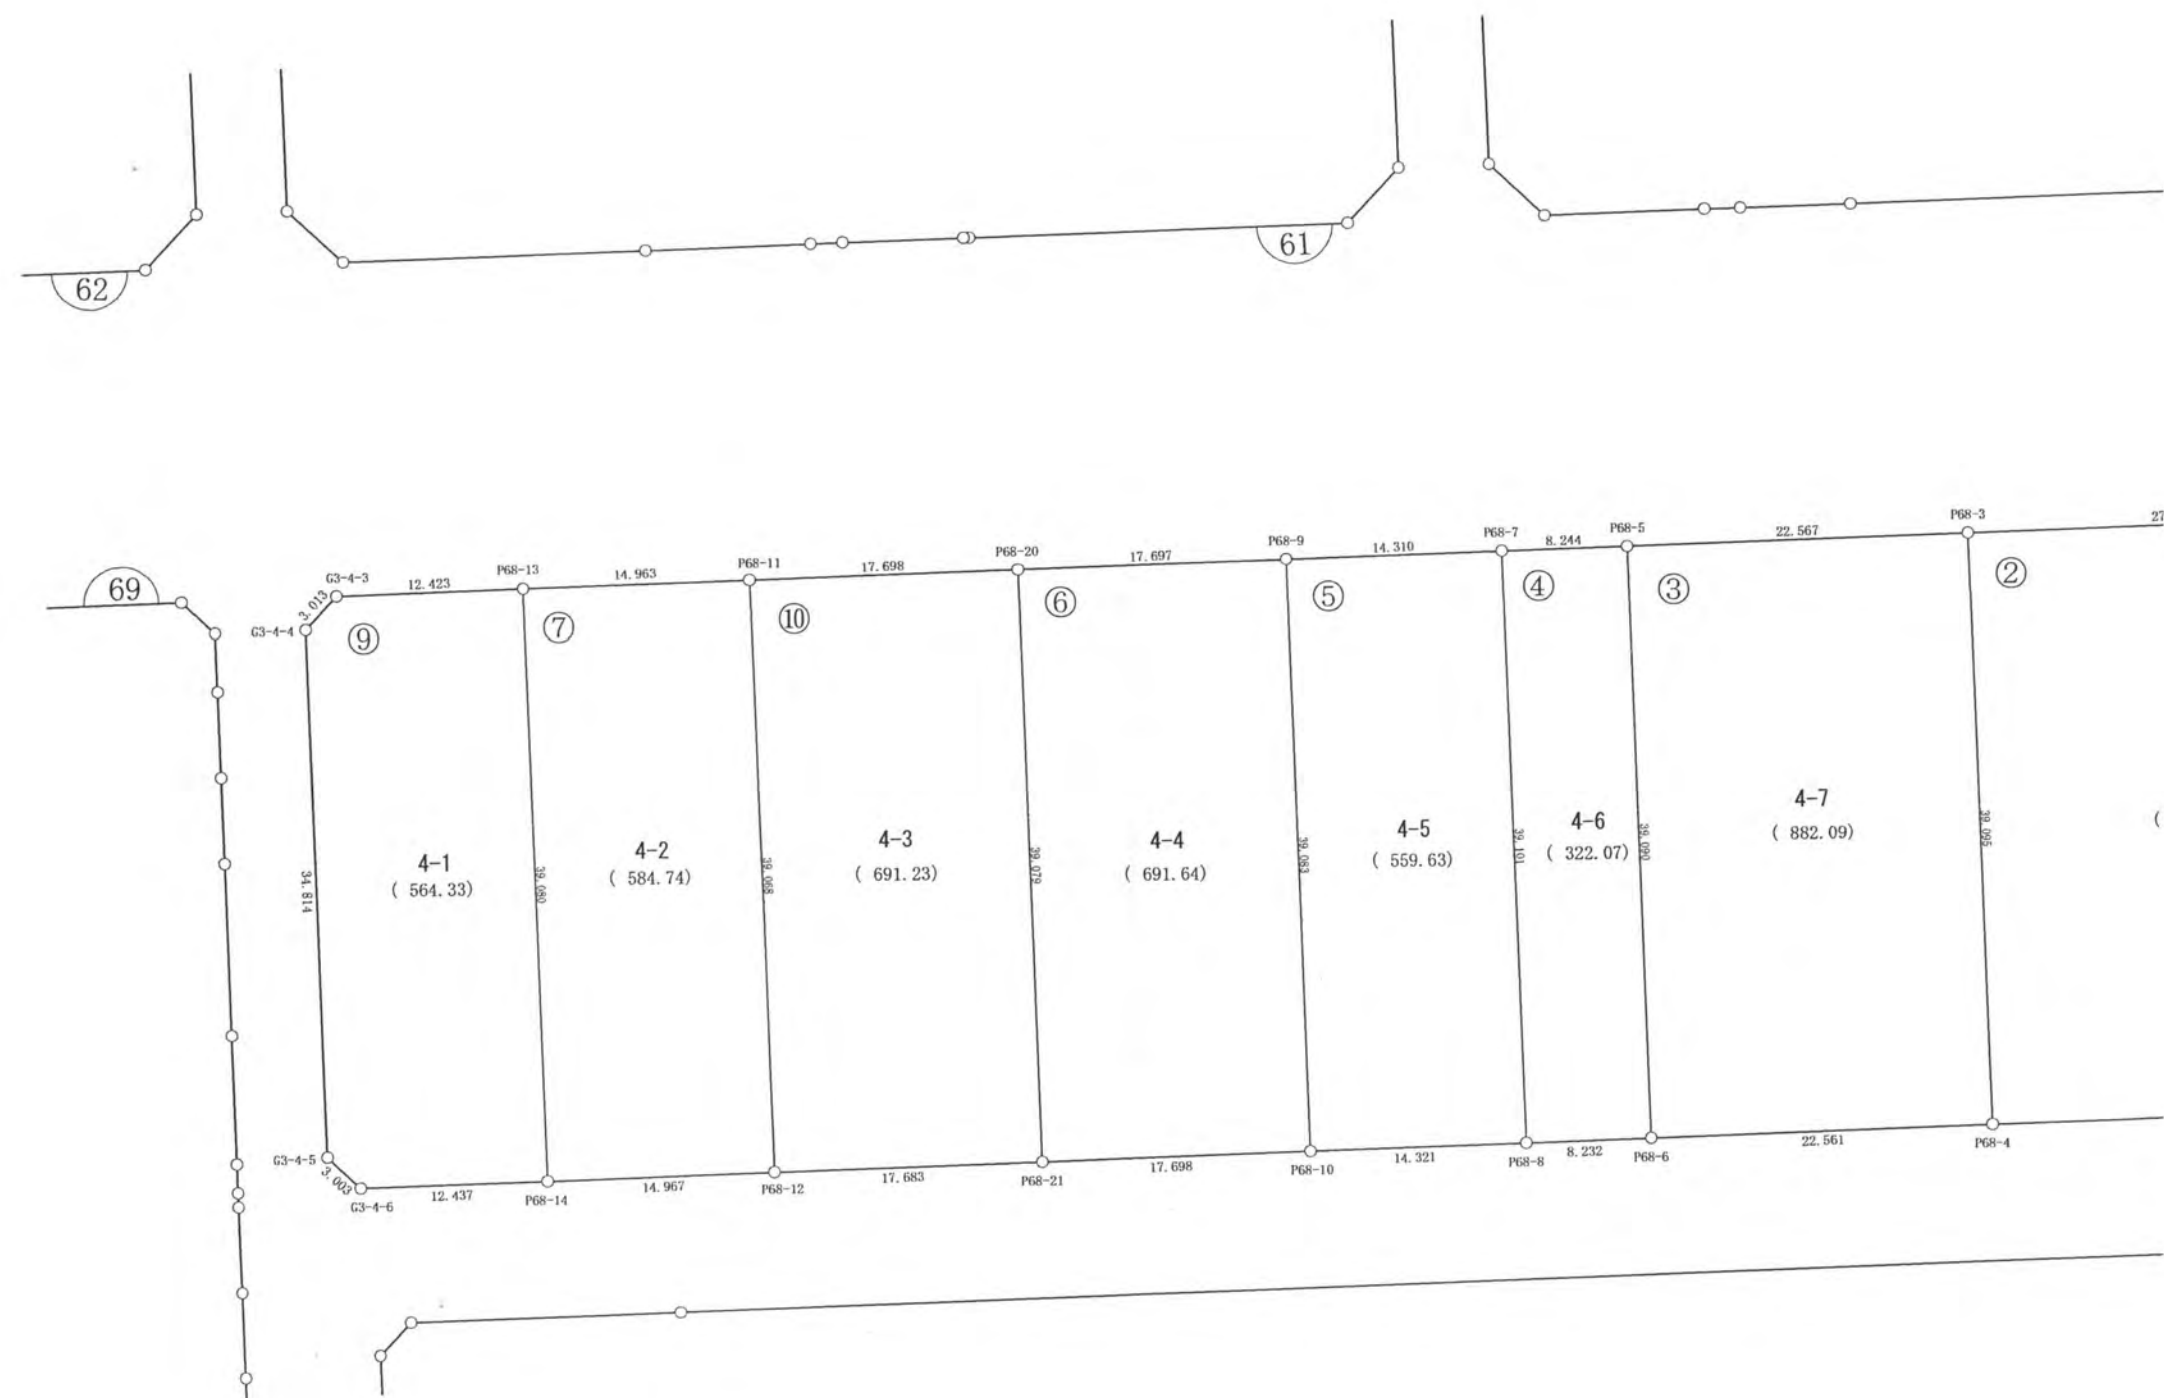 62
61
69
G3-4-3
12.423
P68-13
14.963
P68-11
17.698
P68-20
17.697
P68-9
14.310
P68-7
8.244
P68-5
22.567
P68-3
27
3.013
G3-4-4
⑨
⑦
⑩
⑥
⑤
④
③
②
34.814
4-1
( 564.33)
39.080
4-2
( 584.74)
39.068
4-3
( 691.23)
39.079
4-4
( 691.64)
39.083
4-5
( 559.63)
39.101
4-6
( 322.07)
39.090
4-7
( 882.09)
39.095
(
G3-4-5
3.003
G3-4-6
12.437
P68-14
14.967
P68-12
17.683
P68-21
17.698
P68-10
14.321
P68-8
8.232
P68-6
22.561
P68-4